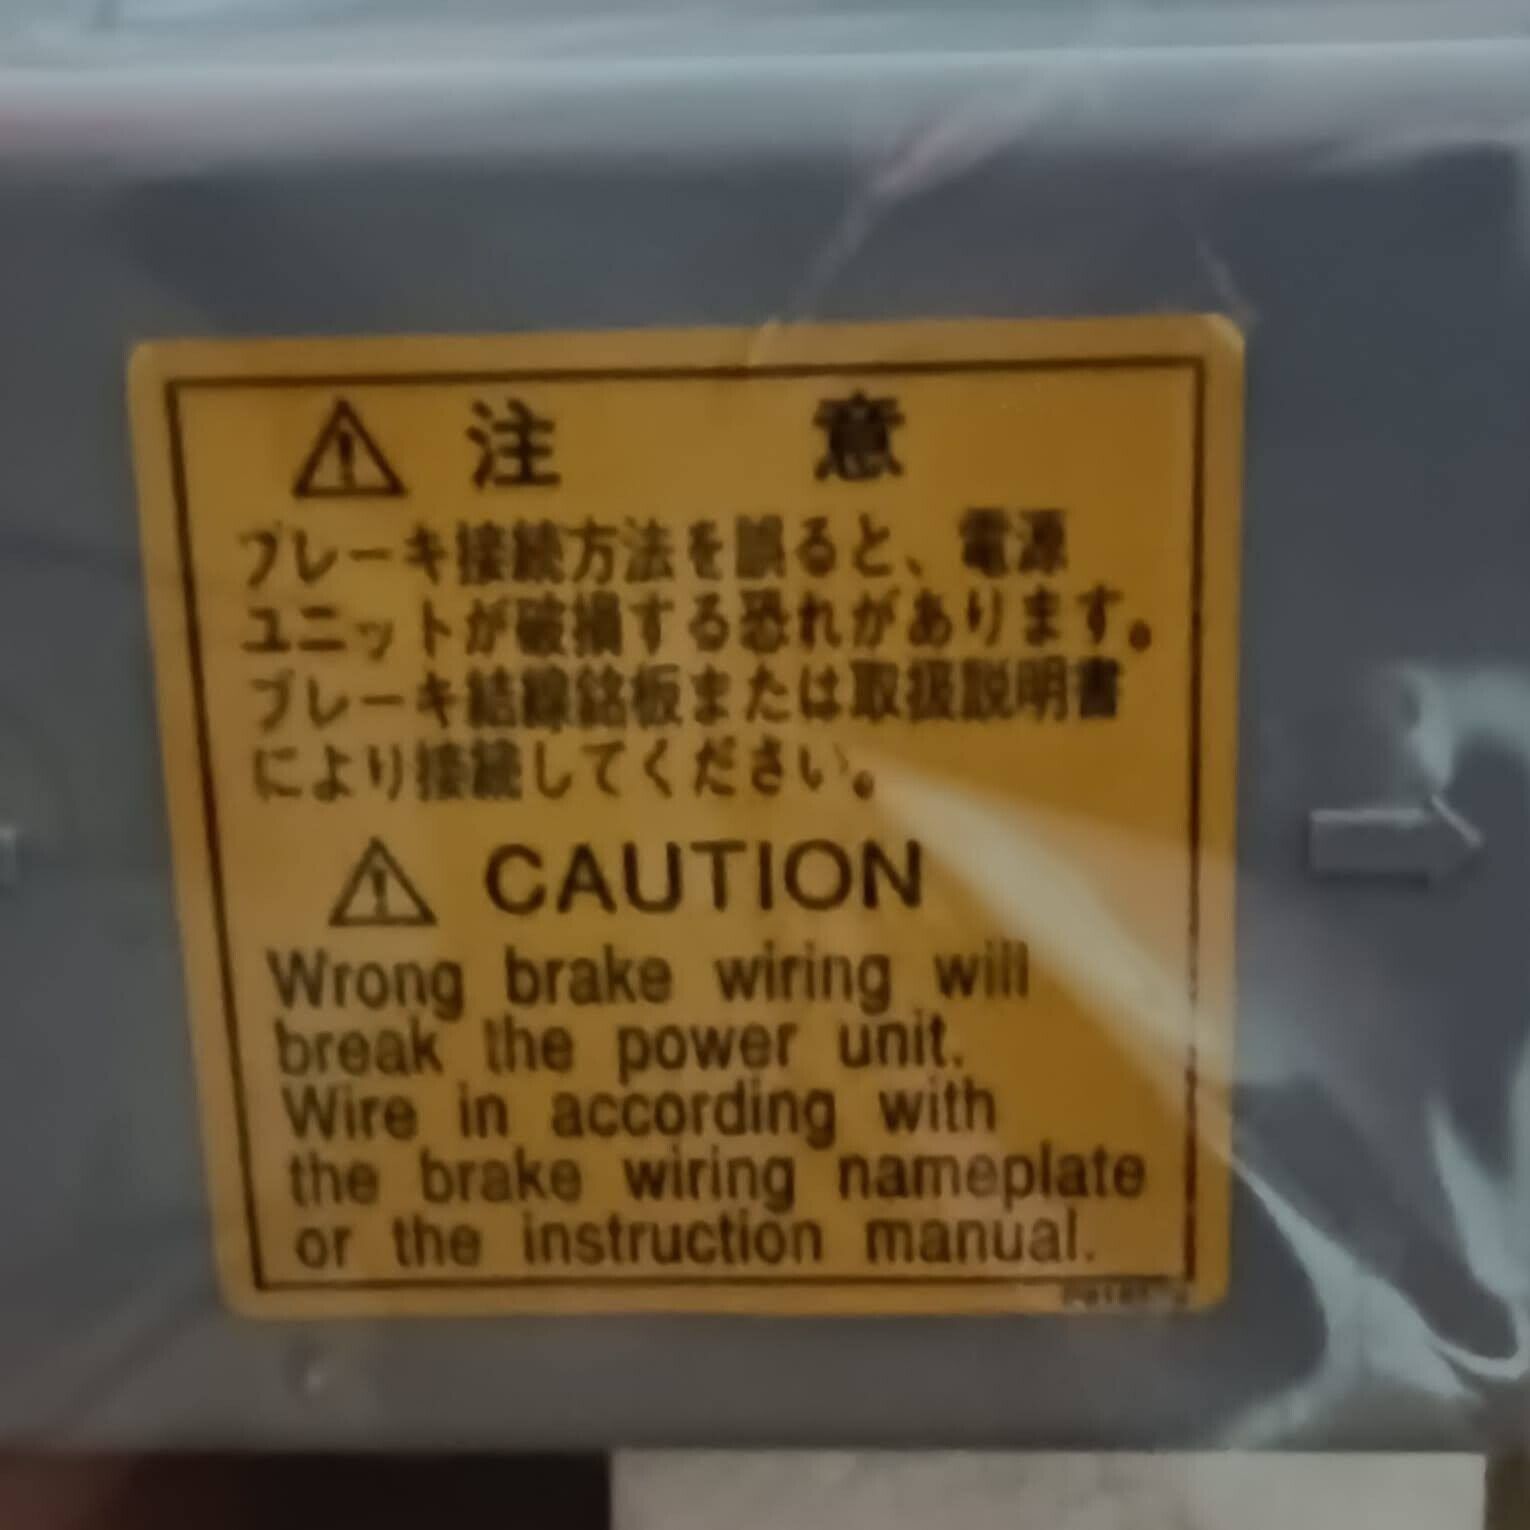 注 意
ブレーキ接続方法を誤ると、電源
ユニットが破損する恐れがあります。
ブレーキ結線銘板または取扱説明書
により接続してください。
CAUTION
Wrong brake wiring will
break the power unit.
Wire in according with
the brake wiring nameplate
or the instruction manual.